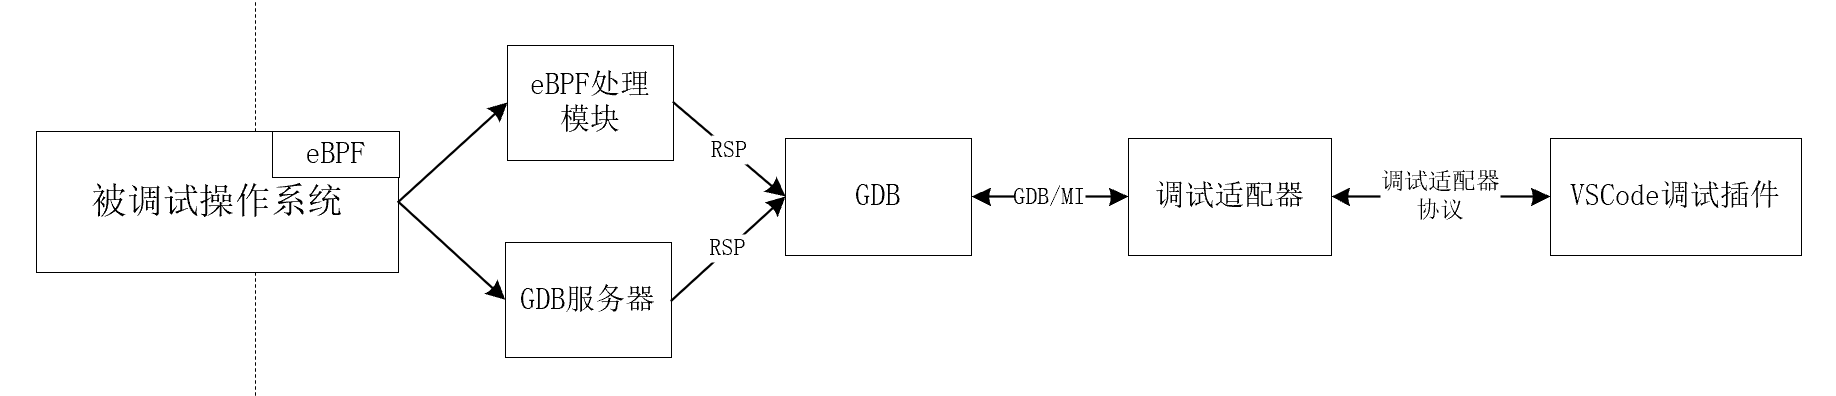 eBPF
被调试操作系统
eBPF处理
模块
RSP
RSP
GDB服务器
GDB
GDB/MI
调试适配器
调试适配器
协议
VSCode调试插件